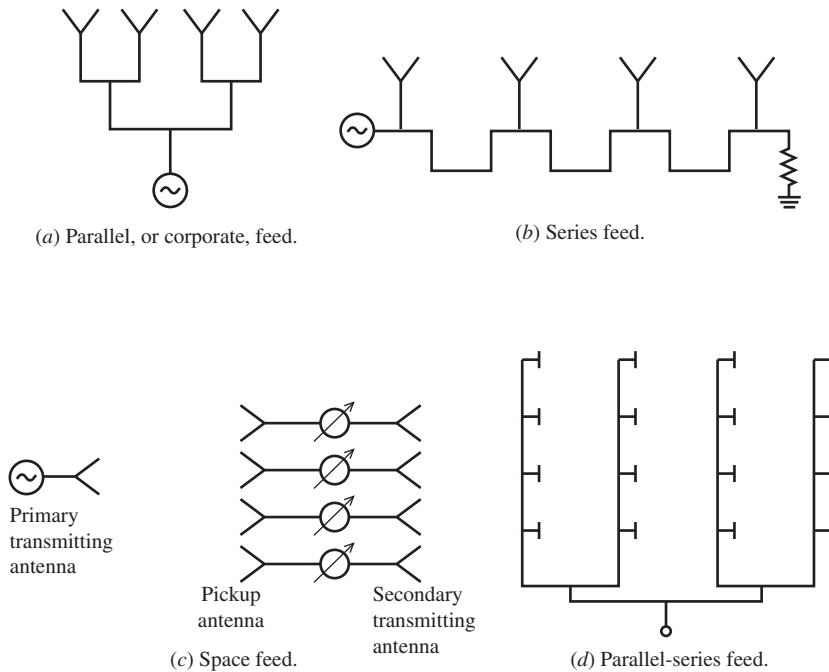 (a) Parallel, or corporate, feed.
(b) Series feed.
Primary
transmitting
antenna
Pickup
antenna
Secondary
transmitting
antenna
(c) Space feed.
(d) Parallel-series feed.